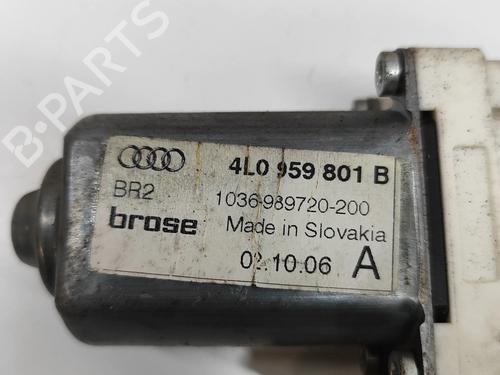 B-PARTS
4L0 959 801 B
BR2 1036-989720-200
brose Made in Slovakia
02.10.06 A